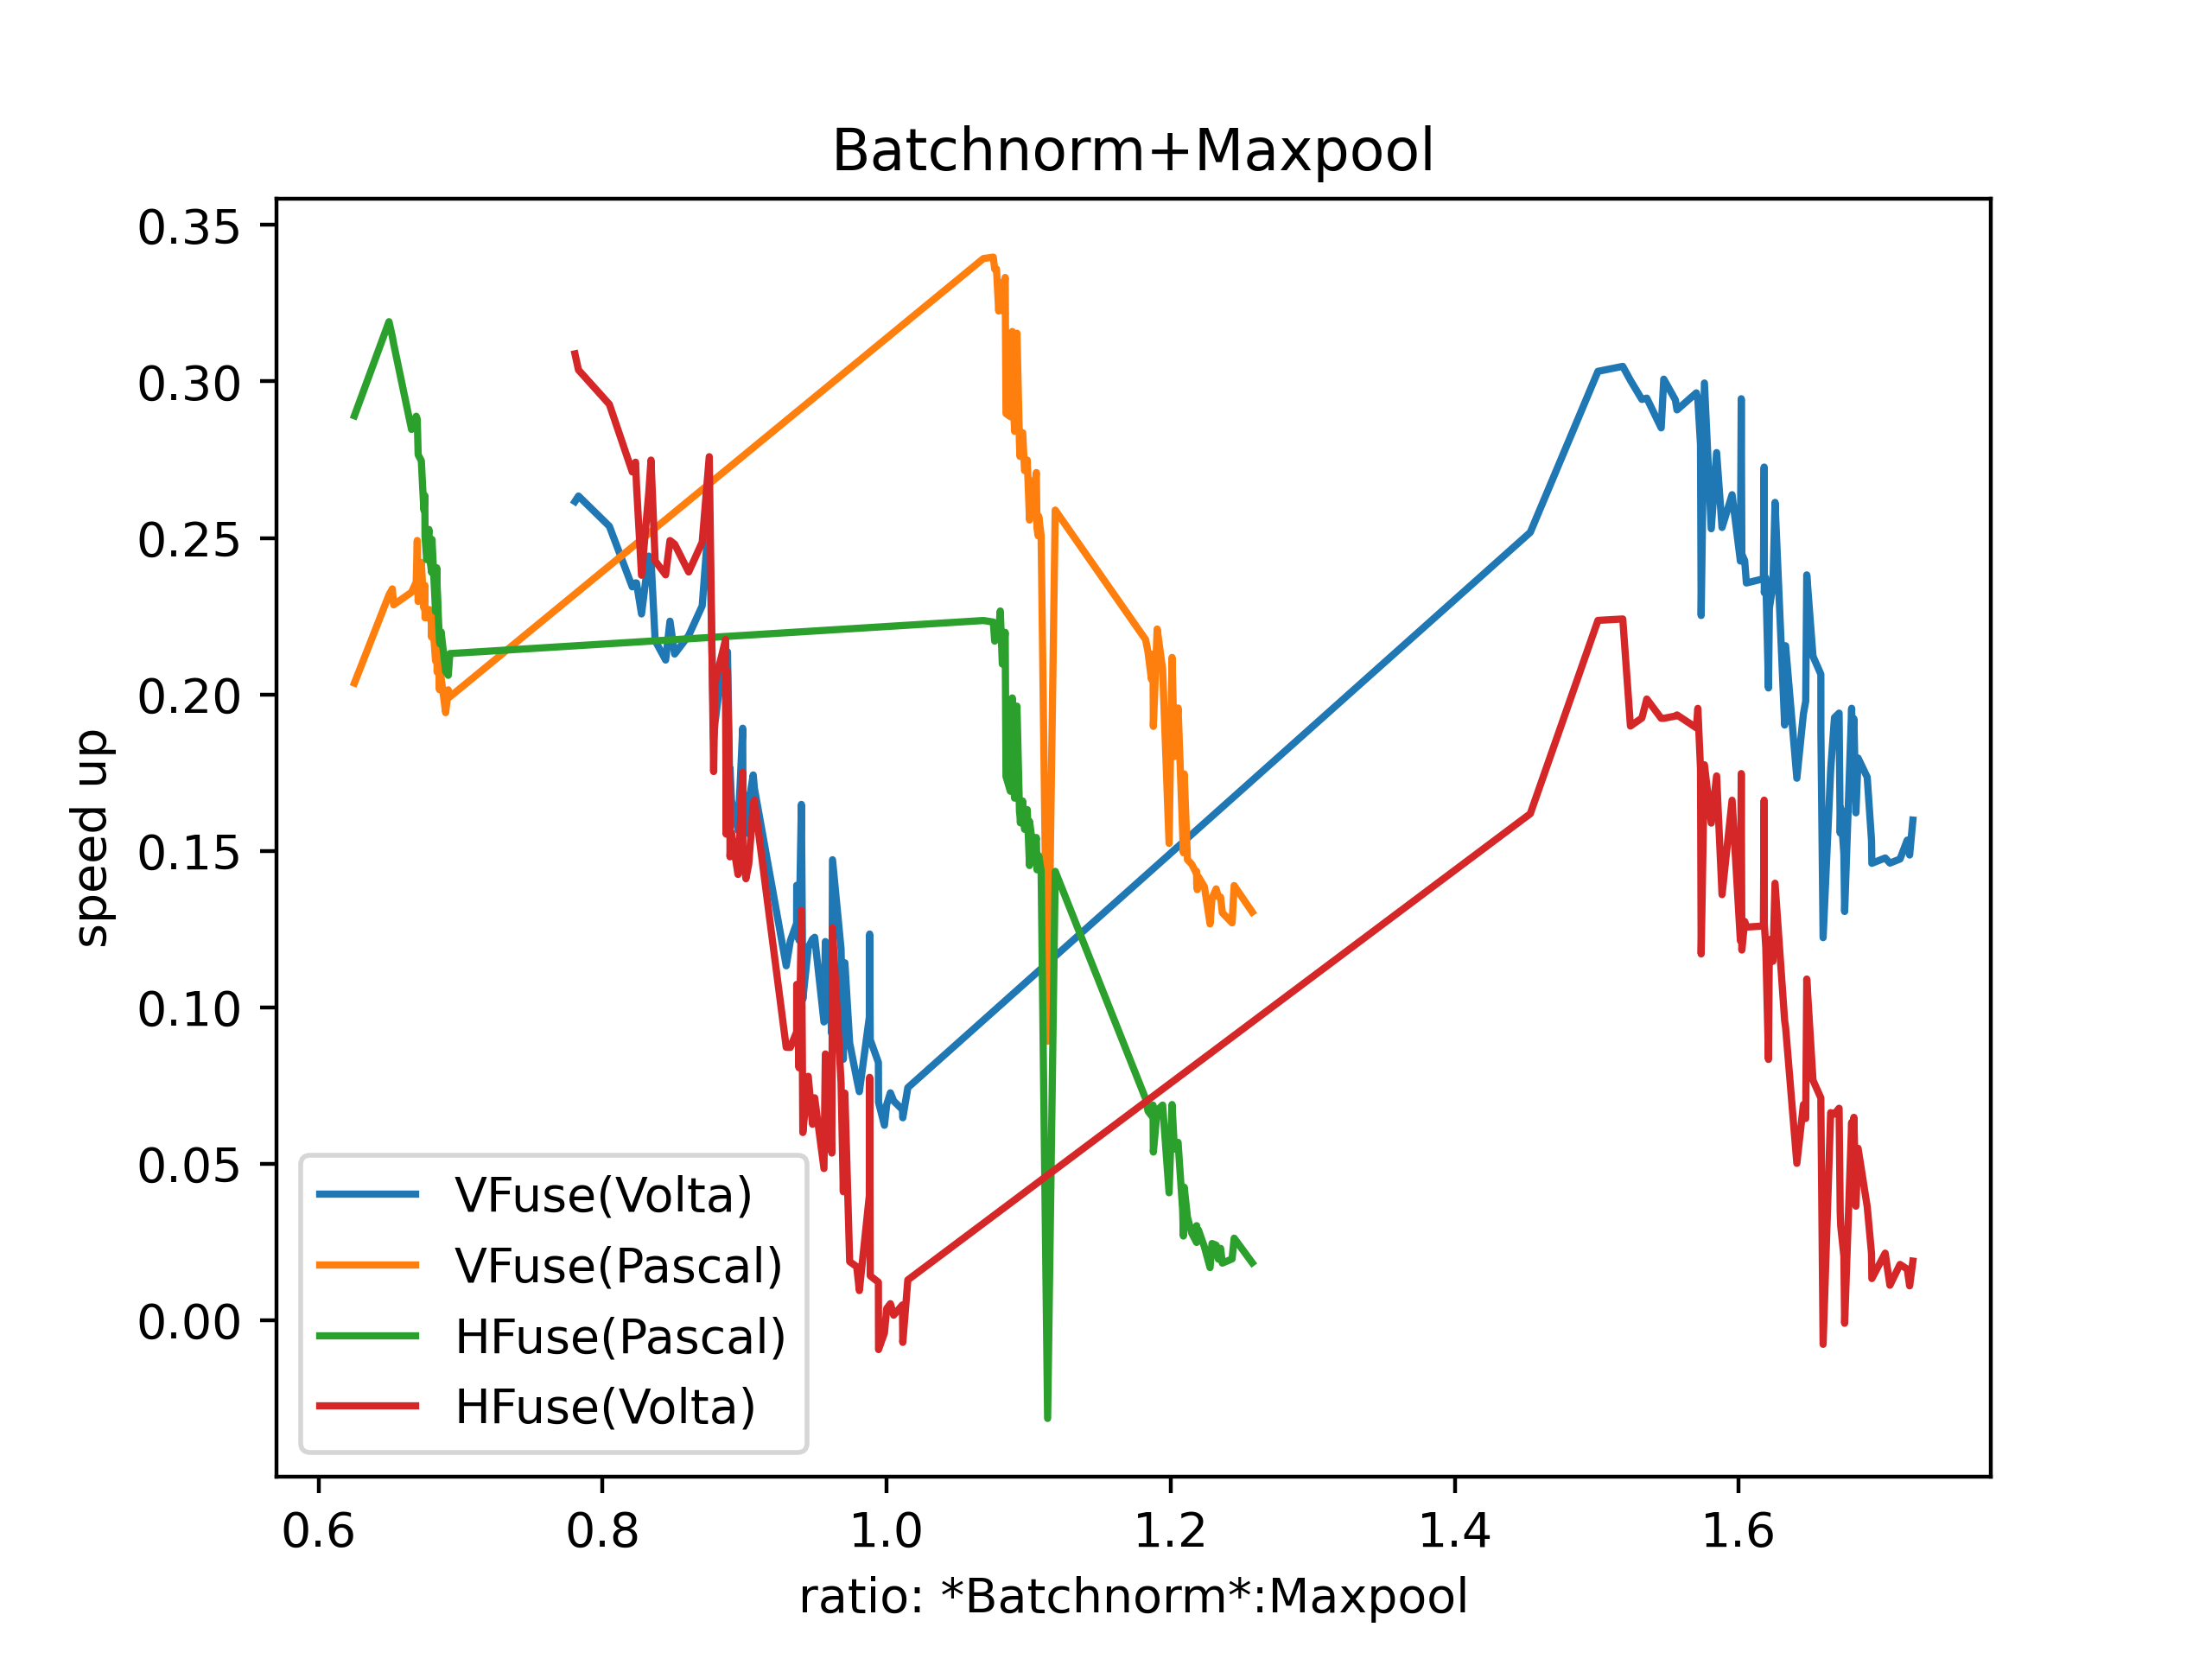 Batchnorm+Maxpool
0.35
0.30
0.25
0.20
0.15
0.10
0.05
0.00
speed up
VFuse(Volta)
VFuse(Pascal)
HFuse(Pascal)
HFuse(Volta)
0.6 0.8 1.0 1.2 1.4 1.6
ratio: *Batchnorm*:Maxpool